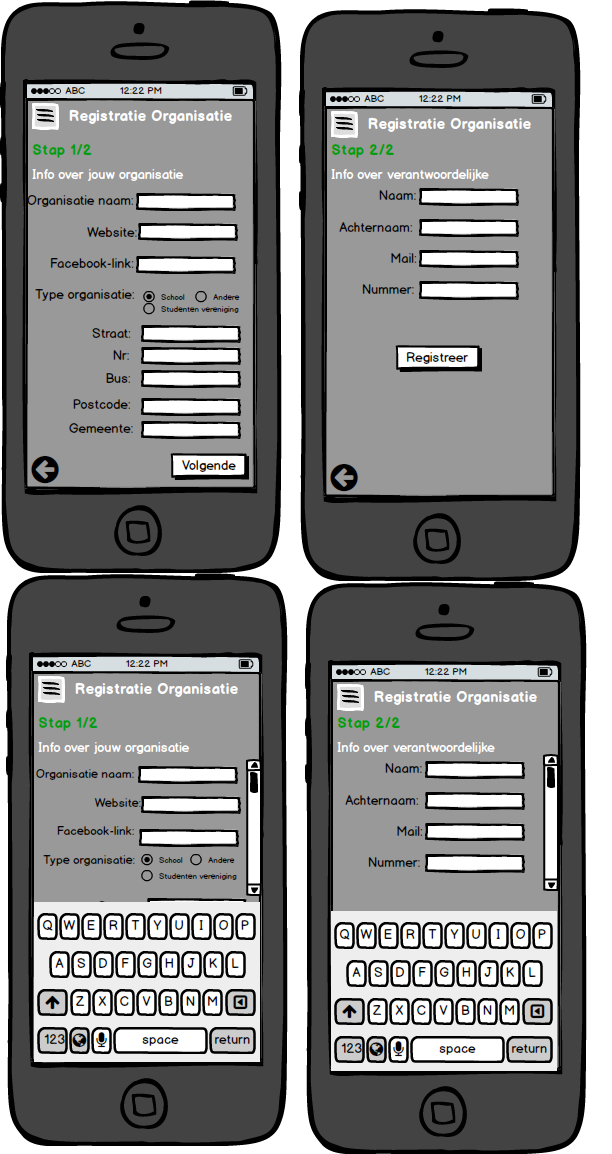 ABC 12:22 PM
Registratie Organisatie
Stap 1/2
Info over jouw organisatie
Organisatie naam:
Website:
Facebook-link:
Type organisatie: School Andere
Studenten vereniging
Straat:
Nr:
Bus:
Postcode:
Gemeente:
Volgende
ABC 12:22 PM
Registratie Organisatie
Stap 2/2
Info over verantwoordelijke
Naam:
Achternaam:
Mail:
Nummer:
Registreer
ABC 12:22 PM
Registratie Organisatie
Stap 1/2
Info over jouw organisatie
Organisatie naam:
Website:
Facebook-link:
Type organisatie: School Andere
Studenten vereniging
Q W E R T Y U I O P
A S D F G H J K L
Z X C V B N M
123 space return
ABC 12:22 PM
Registratie Organisatie
Stap 2/2
Info over verantwoordelijke
Naam:
Achternaam:
Mail:
Nummer:
Q W E R T Y U I O P
A S D F G H J K L
Z X C V B N M
123 space return